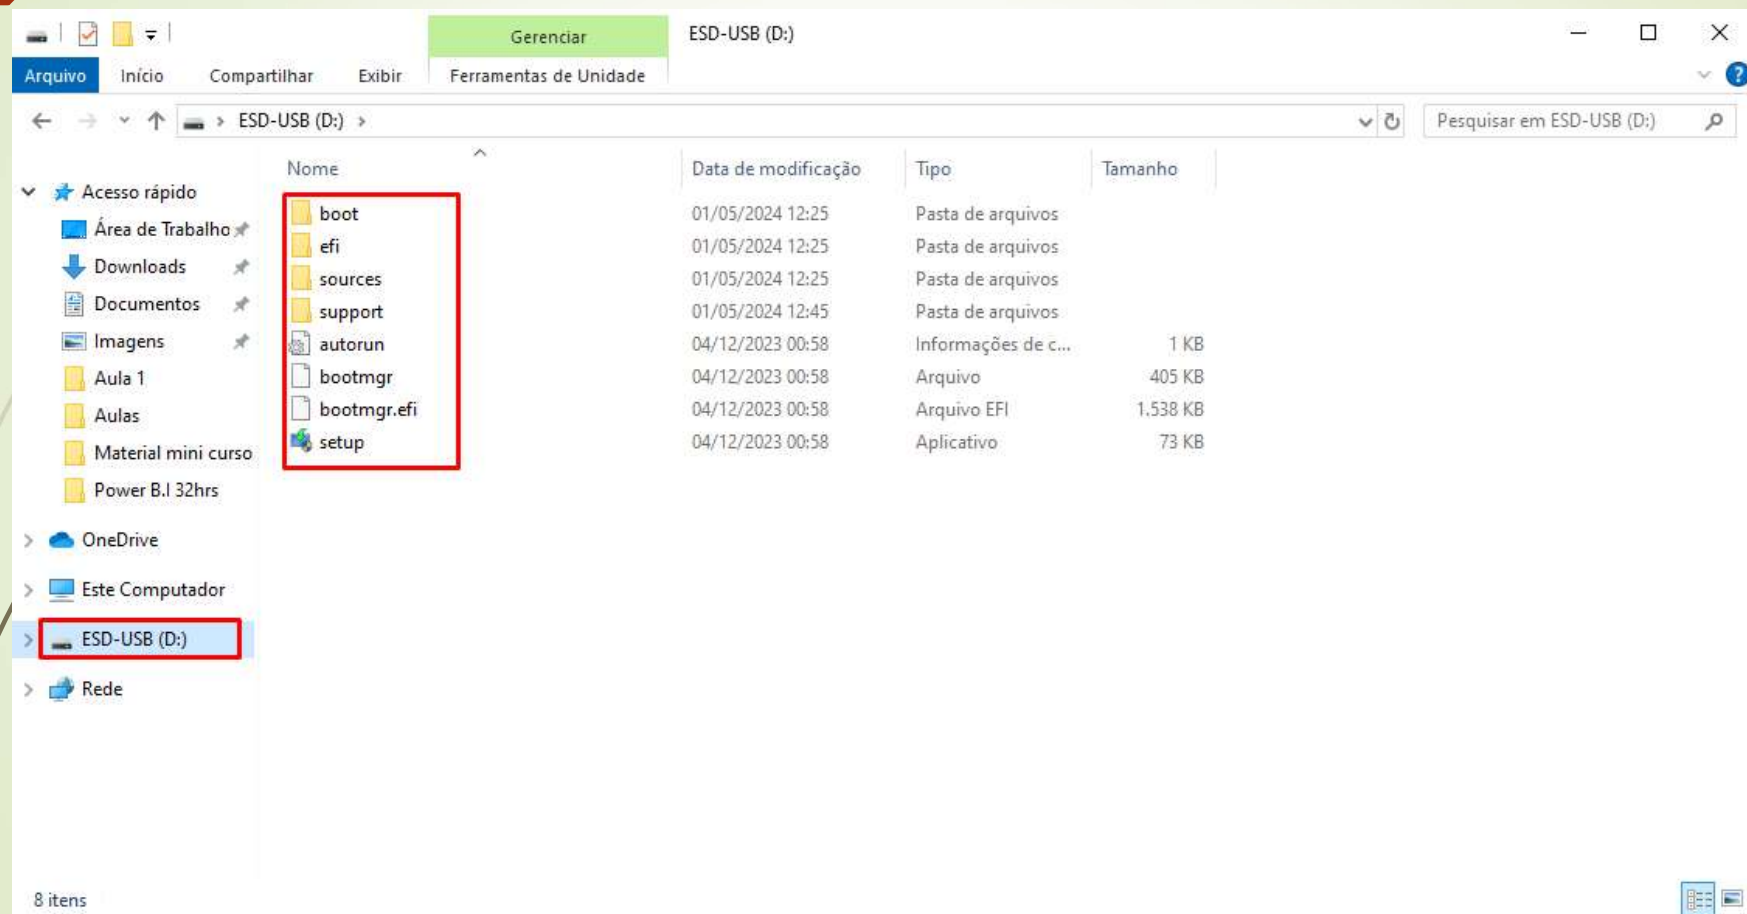 Gerenciar
ESD-USB (D:)
Arquivo Início Compartilhar Exibir Ferramentas de Unidade
ESD-USB (D:)
Pesquisar em ESD-USB (D:)
Acesso rápido
Área de Trabalho
Downloads
Documentos
Imagens
Aula 1
Aulas
Material mini curso
Power B.I 32hrs
OneDrive
Este Computador
ESD-USB (D:)
Rede
Nome Data de modificação Tipo Tamanho
boot 01/05/2024 12:25 Pasta de arquivos
efi 01/05/2024 12:25 Pasta de arquivos
sources 01/05/2024 12:25 Pasta de arquivos
support 01/05/2024 12:45 Pasta de arquivos
autorun 04/12/2023 00:58 Informações de c... 1 KB
bootmgr 04/12/2023 00:58 Arquivo 405 KB
bootmgr.efi 04/12/2023 00:58 Arquivo EFI 1.538 KB
setup 04/12/2023 00:58 Aplicativo 73 KB
8 itens